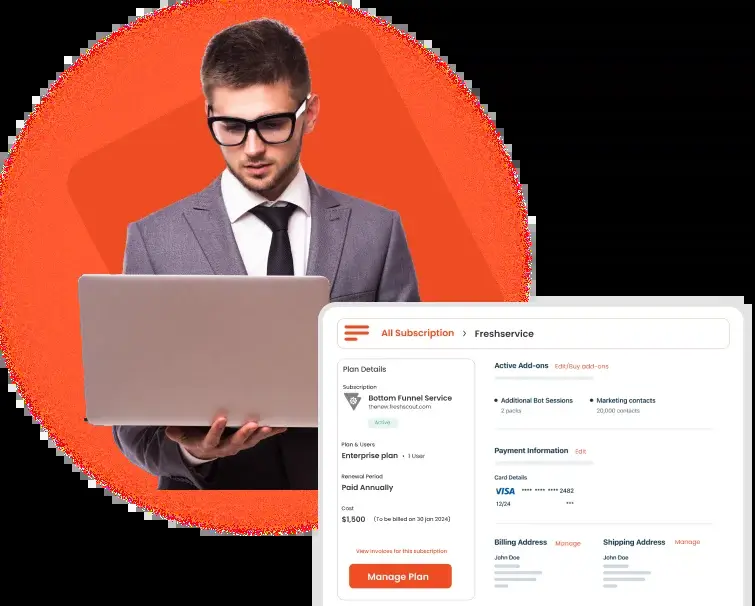 All Subscription > Freshservice
Plan Details
Subscription
Bottom Funnel Service
thenew.freshscout.com
Active
Plan & Users
Enterprise plan • 1 User
Renewal Period
Paid Annually
Cost
$1,500 (To be billed on 30 jan 2024)
View Invoices for this subscription
Manage Plan
Active Add-ons Edit/Buy add-ons
• Additional Bot Sessions
2 packs
• Marketing contacts
20,000 contacts
Payment Information Edit
Card Details
VISA **** **** **** 2482
12/24 ***
Billing Address Manage
John Doe
Shipping Address Manage
John Doe